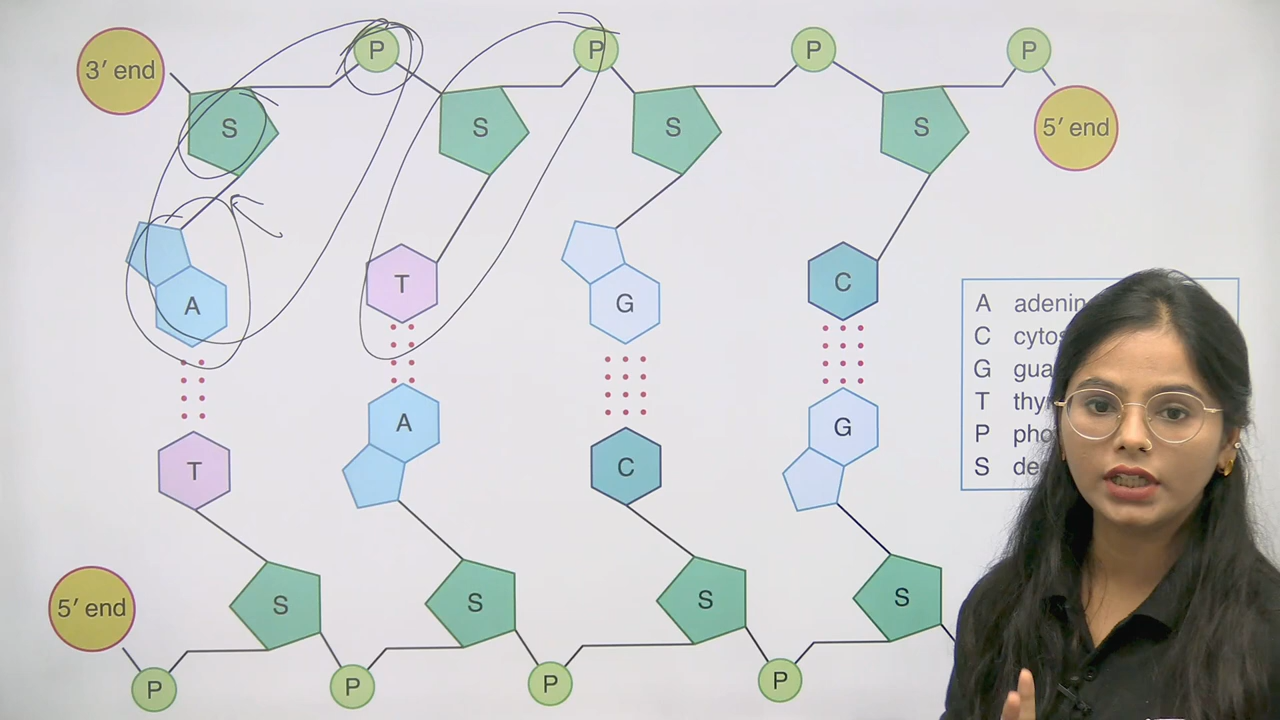 P P P P
3′ end
S S S S 5′ end
A T G C
A adenin
C cytos
G gua
T thy
P pho
S de
T A C G
S S S S
5′ end
P P P P